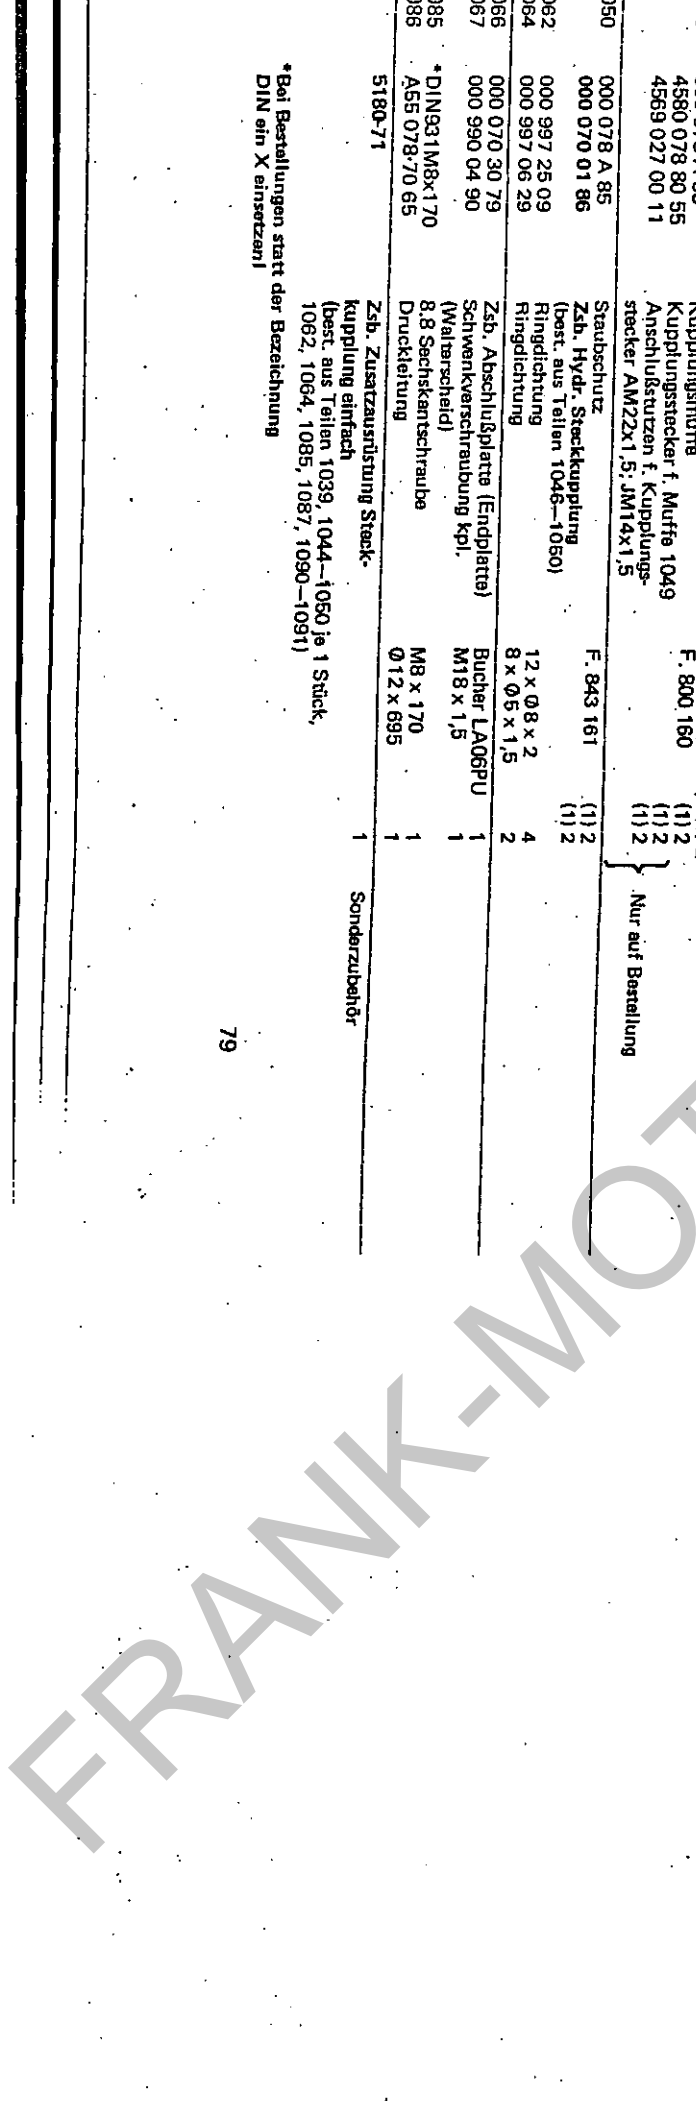 4580 078 80 55 Kupplungsstecker f. Muffe 1049 F. 800 160 (1) 2
4569 027 00 11 Anschlußstutzen f. Kupplungs- (1) 2
stecker AM22x1,5; JM14x1,5 (1) 2
Nur auf Bestellung
050 000 078 A 85 Staubschutz (1) 2
000 070 01 86 Zsb. Hydr. Steckkupplung F. 843 161 (1) 2
(best. aus Teilen 1046–1050)
062 000 997 25 09 Ringdichtung 12 x Ø8 x 2 4
064 000 997 06 29 Ringdichtung 8 x Ø5 x 1,5 2
066 000 070 30 79 Zsb. Abschlußplatte (Endplatte) Bucher LA06PU 1
067 000 990 04 90 Schwenkverschraubung kpl. M18 x 1,5 1
(Walterscheid)
085 *DIN931M8x170 8.8 Sechskantschraube M8 x 170 1
086 A55 078 70 65 Druckleitung Ø12 x 695 1
5180-71 Zsb. Zusatzausrüstung Steck- 1 Sonderzubehör
kupplung einfach
(best. aus Teilen 1039, 1044–1050 je 1 Stück,
1062, 1064, 1085, 1087, 1090–1091)
*Bei Bestellungen statt der Bezeichnung
DIN ein X einsetzen!
79
FRANK-MOT